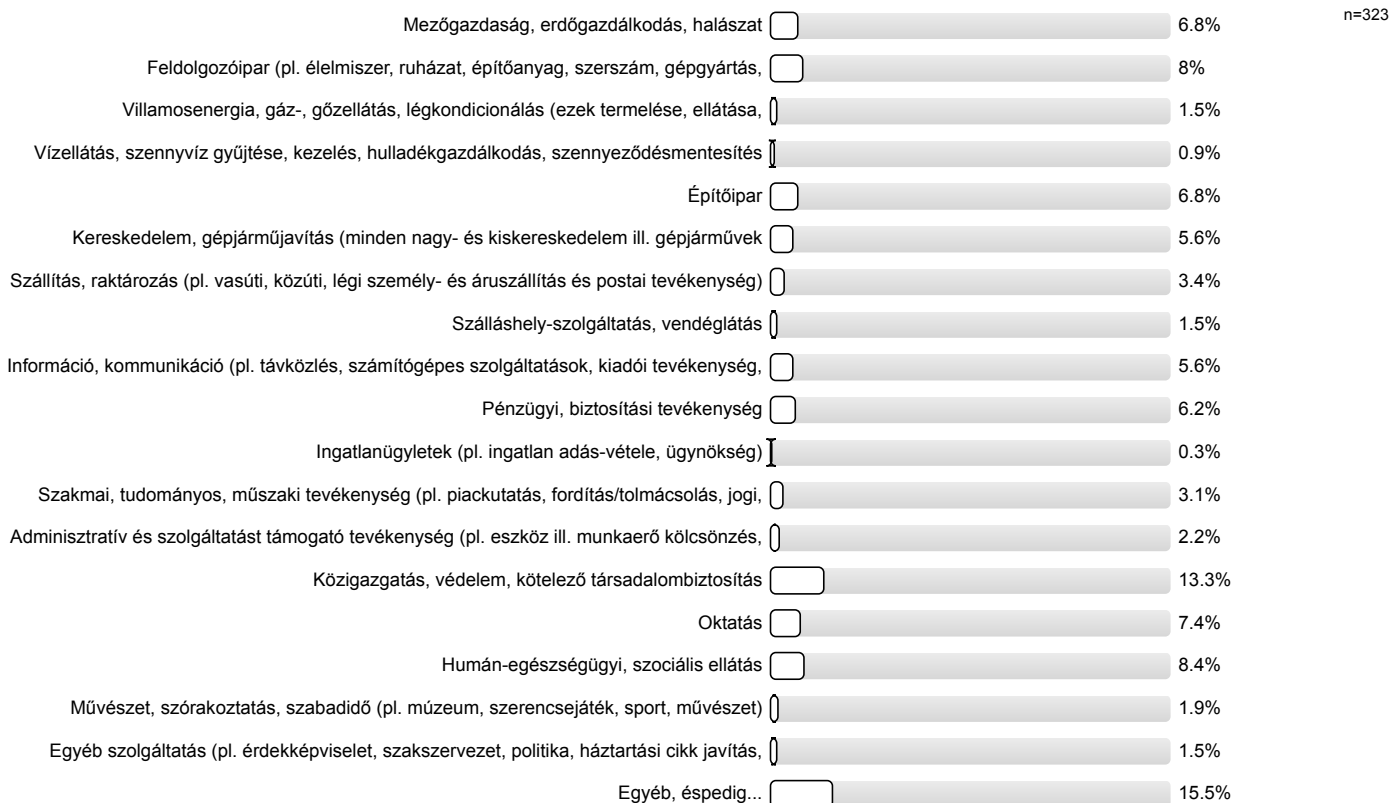 n=323
Mezőgazdaság, erdőgazdálkodás, halászat 6.8%
Feldolgozóipar (pl. élelmiszer, ruházat, építőanyag, szerszám, gépgyártás, 8%
Villamosenergia, gáz-, gőzellátás, légkondicionálás (ezek termelése, ellátása, 1.5%
Vízellátás, szennyvíz gyűjtése, kezelés, hulladékgazdálkodás, szennyeződésmentesítés 0.9%
Építőipar 6.8%
Kereskedelem, gépjárműjavítás (minden nagy- és kiskereskedelem ill. gépjárművek 5.6%
Szállítás, raktározás (pl. vasúti, közúti, légi személy- és áruszállítás és postai tevékenység) 3.4%
Szálláshely-szolgáltatás, vendéglátás 1.5%
Információ, kommunikáció (pl. távközlés, számítógépes szolgáltatások, kiadói tevékenység, 5.6%
Pénzügyi, biztosítási tevékenység 6.2%
Ingatlanügyletek (pl. ingatlan adás-vétele, ügynökség) 0.3%
Szakmai, tudományos, műszaki tevékenység (pl. piackutatás, fordítás/tolmácsolás, jogi, 3.1%
Adminisztratív és szolgáltatást támogató tevékenység (pl. eszköz ill. munkaerő kölcsönzés, 2.2%
Közigazgatás, védelem, kötelező társadalombiztosítás 13.3%
Oktatás 7.4%
Humán-egészségügyi, szociális ellátás 8.4%
Művészet, szórakoztatás, szabadidő (pl. múzeum, szerencsejáték, sport, művészet) 1.9%
Egyéb szolgáltatás (pl. érdekképviselet, szakszervezet, politika, háztartási cikk javítás, 1.5%
Egyéb, éspedig... 15.5%